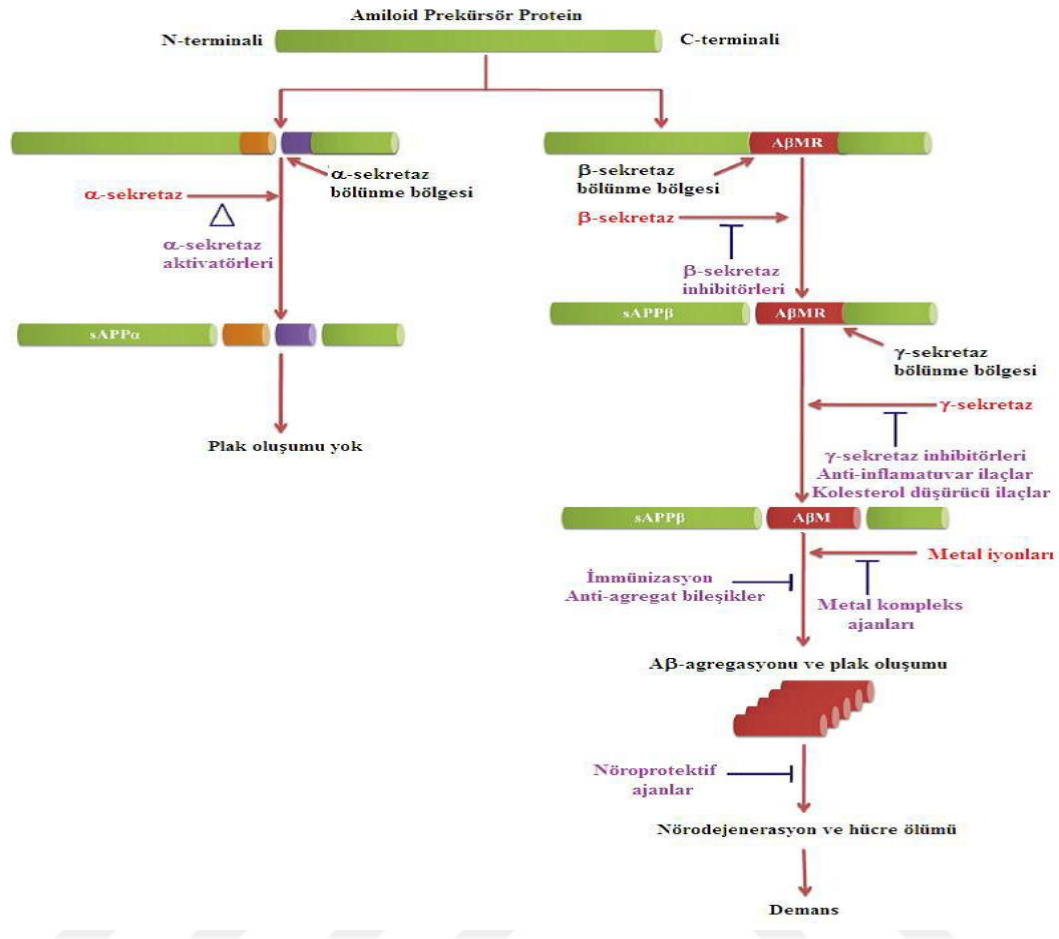 Amiloid Prekürsör Protein
N-terminali
C-terminali
AβMR
α-sekretaz
bölünme bölgesi
β-sekretaz
bölünme bölgesi
α-sekretaz
β-sekretaz
α-sekretaz
aktivatörleri
β-sekretaz
inhibitörleri
sAPPα
sAPPβ
AβMR
γ-sekretaz
bölünme bölgesi
γ-sekretaz
Plak oluşumu yok
γ-sekretaz inhibitörleri
Anti-inflamatuvar ilaçlar
Kolesterol düşürücü ilaçlar
sAPPβ
AβM
Metal iyonları
İmmünizasyon
Anti-agregat bileşikler
Metal kompleks
ajanları
Aβ-agregasyonu ve plak oluşumu
Nöroprotektif
ajanlar
Nörodejenerasyon ve hücre ölümü
Demans